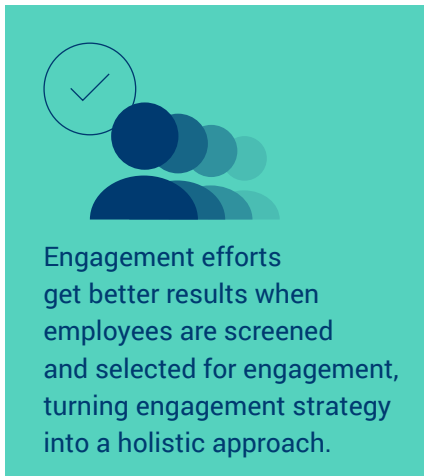 Engagement efforts
get better results when
employees are screened
and selected for engagement,
turning engagement strategy
into a holistic approach.